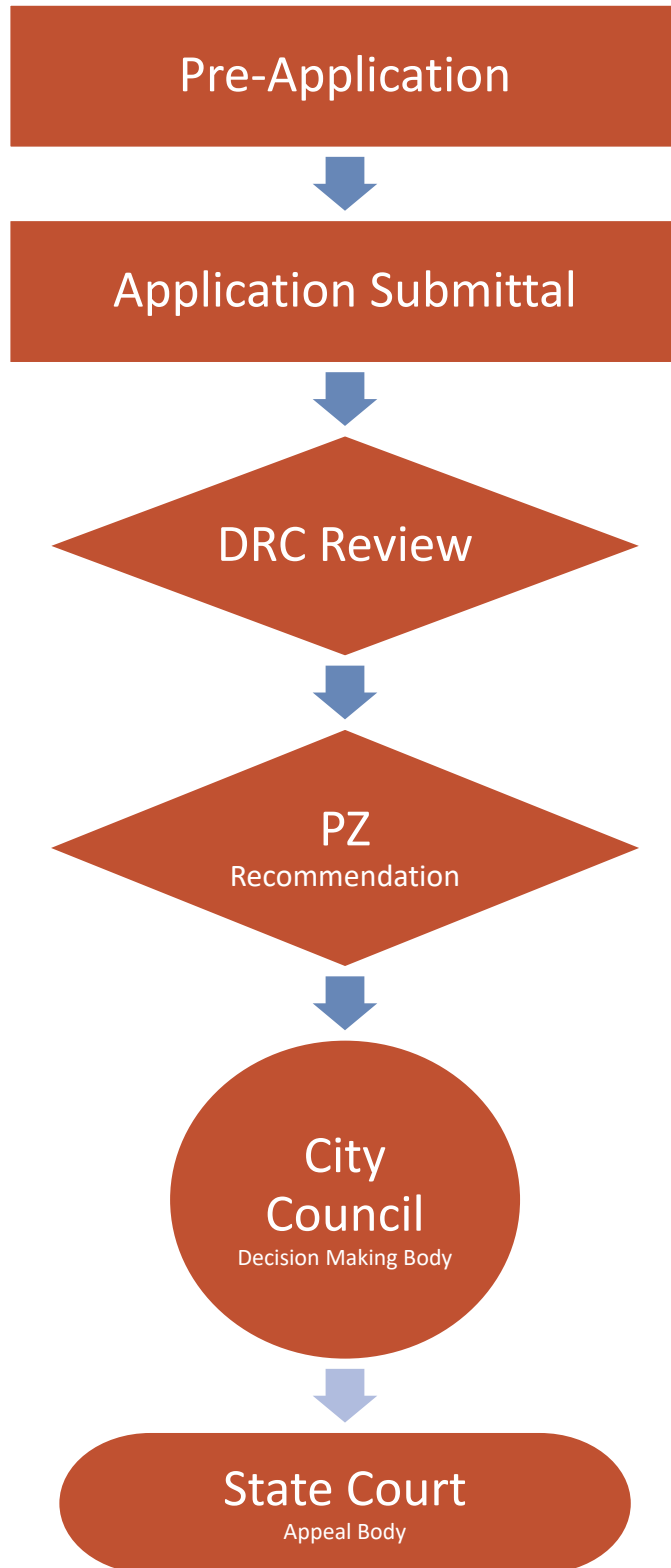 Pre-Application
Application Submittal
DRC Review
PZ
Recommendation
City
Council
Decision Making Body
State Court
Appeal Body